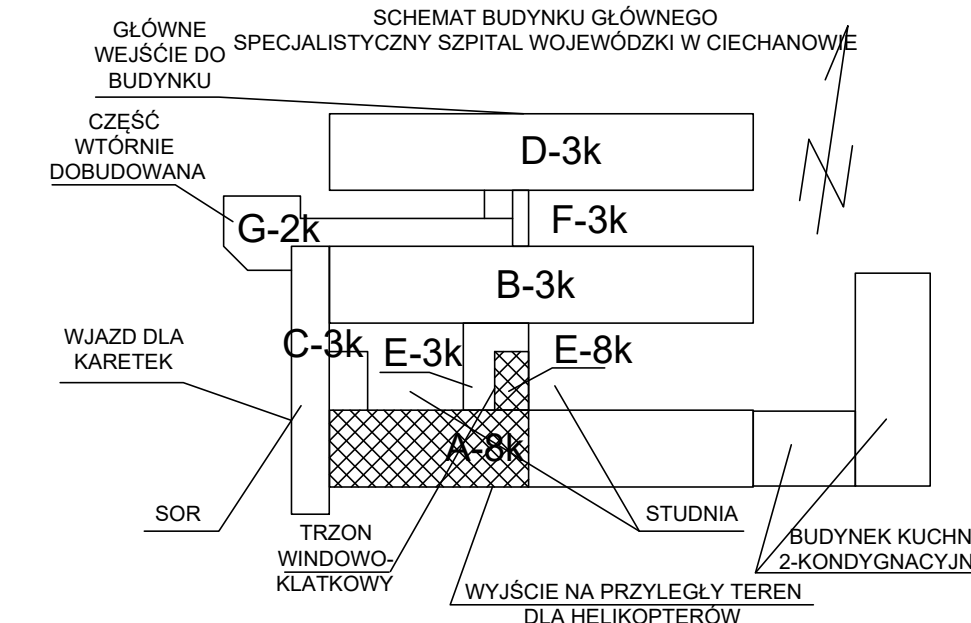 SCHEMAT BUDYNKU GŁÓWNEGO
SPECJALISTYCZNY SZPITAL WOJEWÓDZKI W CIECHANOWIE
GŁÓWNE
WEJŚĆIE DO
BUDYNKU
CZĘŚĆ
WTÓRNIE
DOBUDOWANA
D-3k
G-2k
F-3k
B-3k
WJAZD DLA
KARETEK
C-3k
E-3k
E-8k
A-8k
SOR
TRZON
WINDOWO-
KLATKOWY
STUDNIA
BUDYNEK KUCHN
2-KONDYGNACYJN
WYJŚCIE NA PRZYLEGŁY TEREN
DLA HELIKOPTERÓW